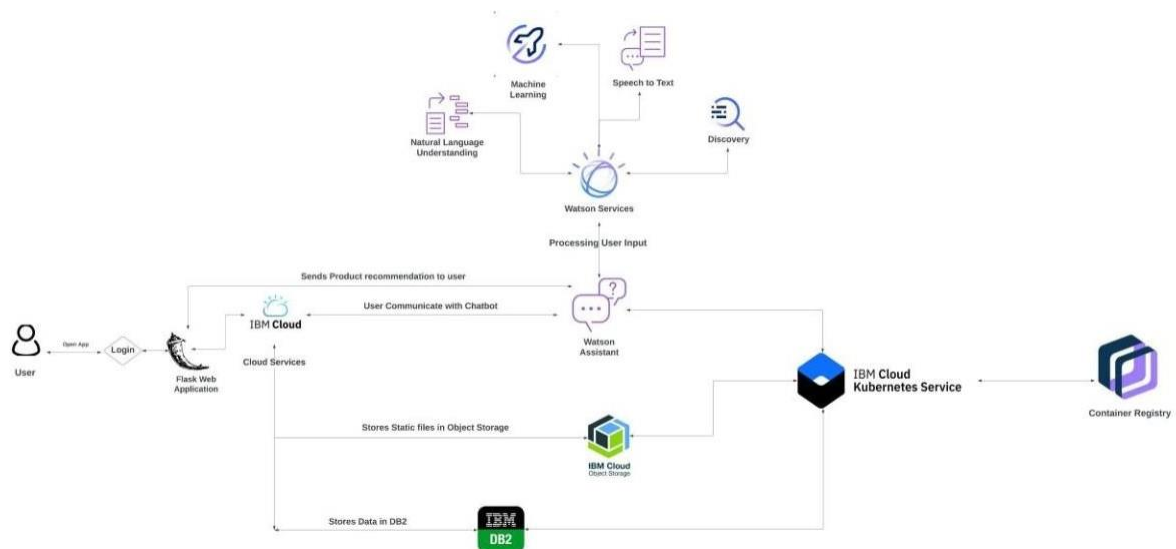 Machine
Learning
Speech to Text
Natural Language
Understanding
Discovery
Watson Services
Processing User Input
Sends Product recommendation to user
User Communicate with Chatbot
IBM Cloud
Cloud Services
Open App
Login
User
Flask Web
Application
Watson
Assistant
IBM Cloud
Kubernetes Service
Container Registry
Stores Static files in Object Storage
IBM Cloud
Object Storage
Stores Data in DB2
IBM
DB2